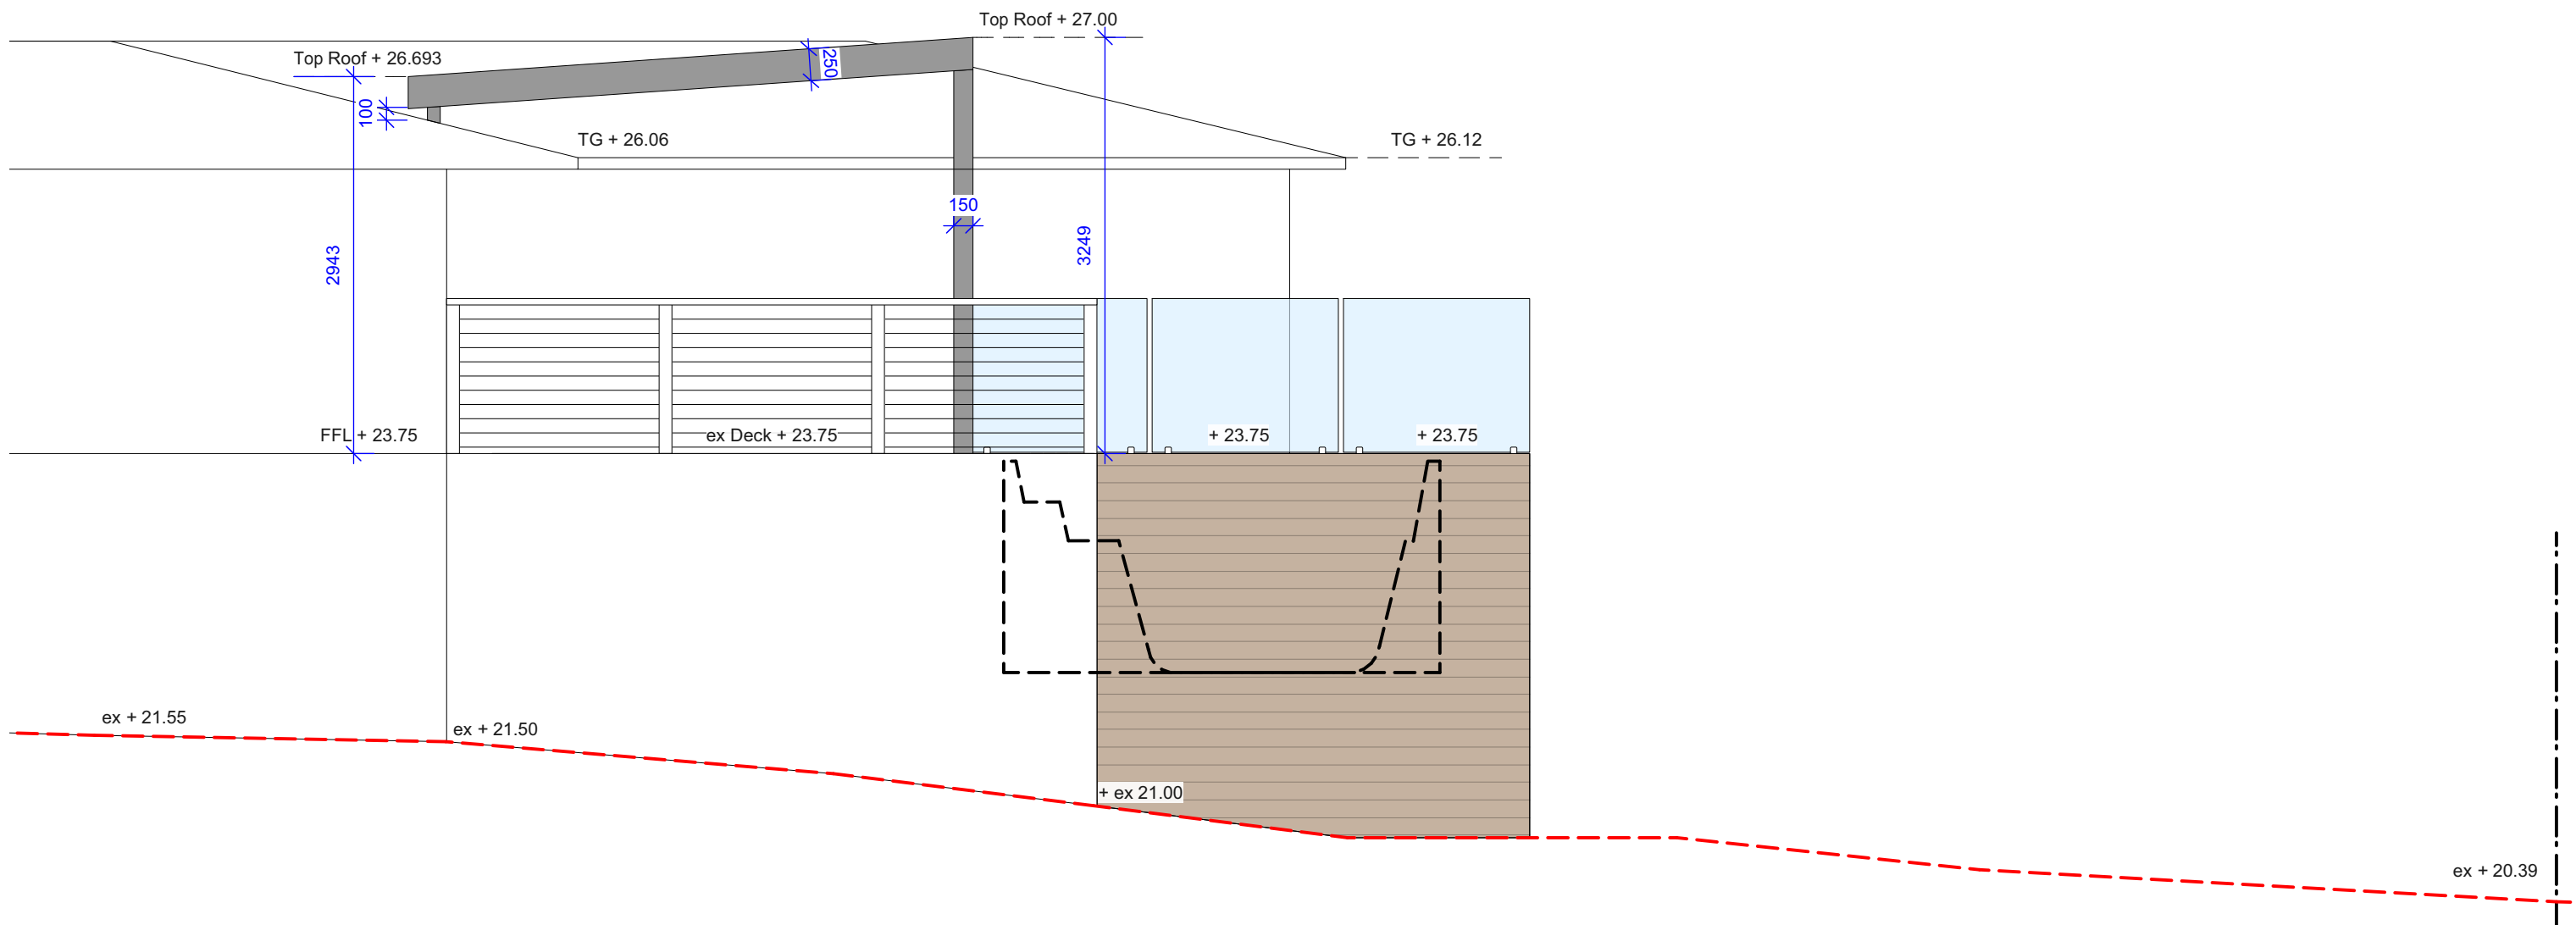 Top Roof + 27.00
Top Roof + 26.693
250
100
TG + 26.06
TG + 26.12
150
2943
3249
FFL + 23.75
ex Deck + 23.75
+ 23.75
+ 23.75
ex + 21.55
ex + 21.50
+ ex 21.00
ex + 20.39